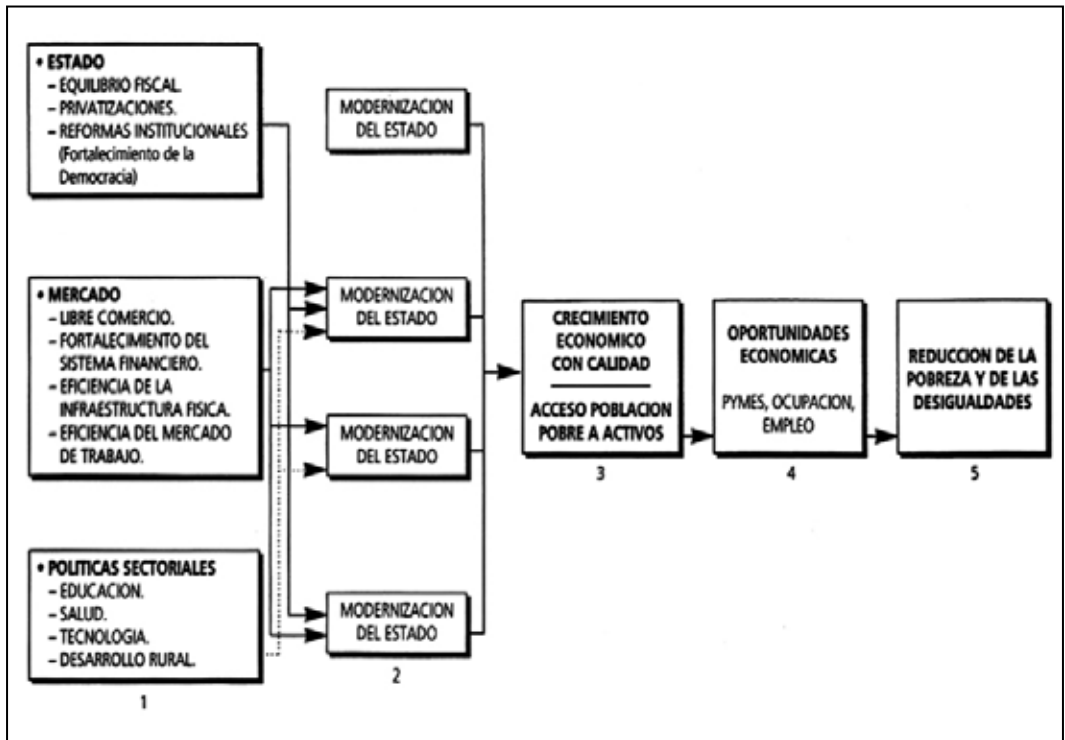 • ESTADO
– EQUILIBRIO FISCAL.
– PRIVATIZACIONES.
– REFORMAS INSTITUCIONALES
(Fortalecimiento de la
Democracia)
• MERCADO
– LIBRE COMERCIO.
– FORTALECIMIENTO DEL
SISTEMA FINANCIERO.
– EFICIENCIA DE LA
INFRAESTRUCTURA FISICA.
– EFICIENCIA DEL MERCADO
DE TRABAJO.
• POLITICAS SECTORIALES
– EDUCACION.
– SALUD.
– TECNOLOGIA.
– DESARROLLO RURAL.
1
MODERNIZACION
DEL ESTADO
MODERNIZACION
DEL ESTADO
MODERNIZACION
DEL ESTADO
MODERNIZACION
DEL ESTADO
2
CRECIMIENTO
ECONOMICO
CON CALIDAD
ACCESO POBLACION
POBRE A ACTIVOS
3
OPORTUNIDADES
ECONOMICAS
PYMES, OCUPACION,
EMPLEO
4
REDUCCION DE LA
POBREZA Y DE LAS
DESIGUALDADES
5